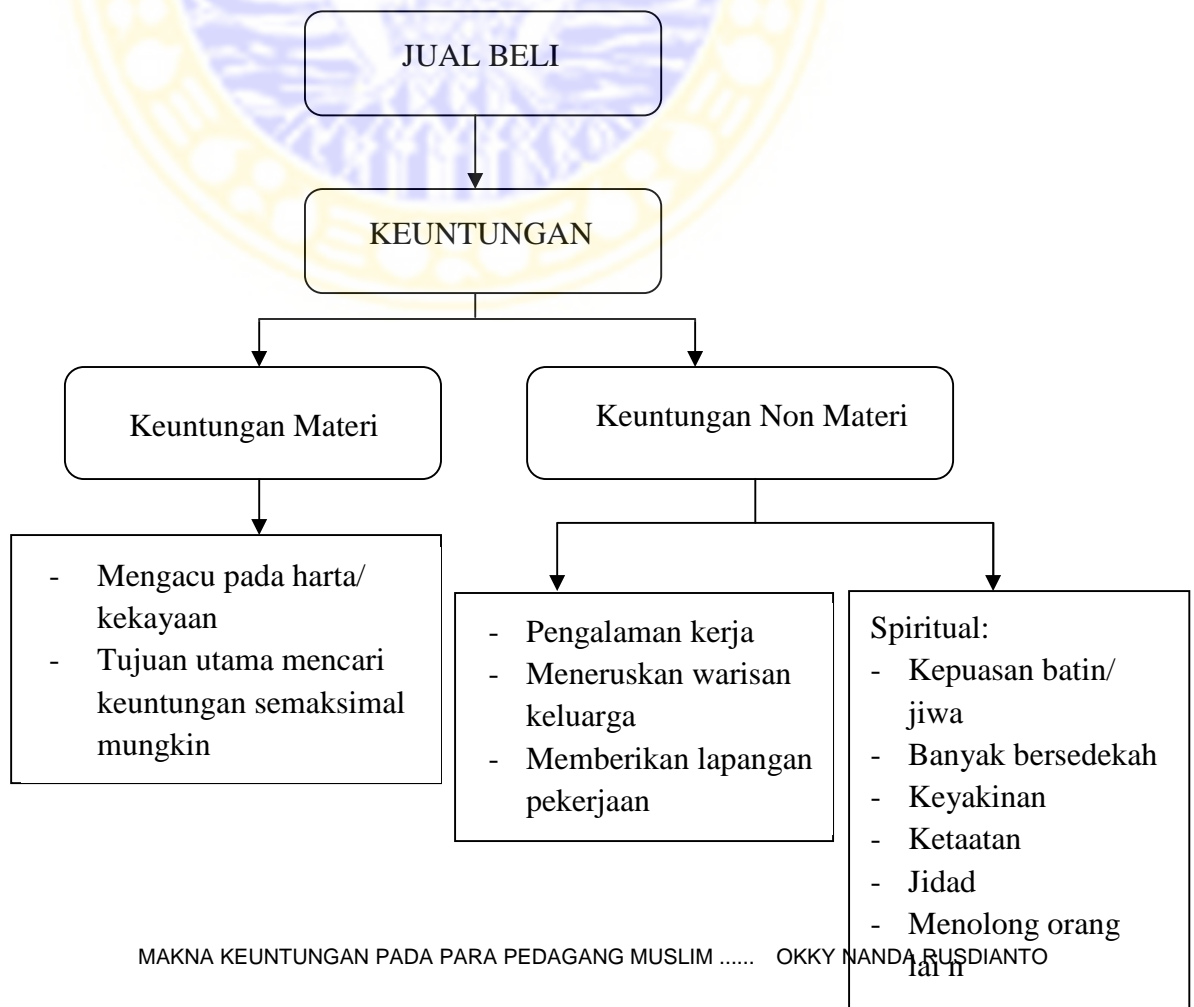 JUAL BELI
KEUNTUNGAN
Keuntungan Materi
Keuntungan Non Materi
- Mengacu pada harta/
kekayaan
- Tujuan utama mencari
keuntungan semaksimal
mungkin
- Pengalaman kerja
- Meneruskan warisan
keluarga
- Memberikan lapangan
pekerjaan
Spiritual:
- Kepuasan batin/
jiwa
- Banyak bersedekah
- Keyakinan
- Ketaatan
- Jidad
- Menolong orang
lai n
MAKNA KEUNTUNGAN PADA PARA PEDAGANG MUSLIM ...... OKKY NANDA RUSDIANTO